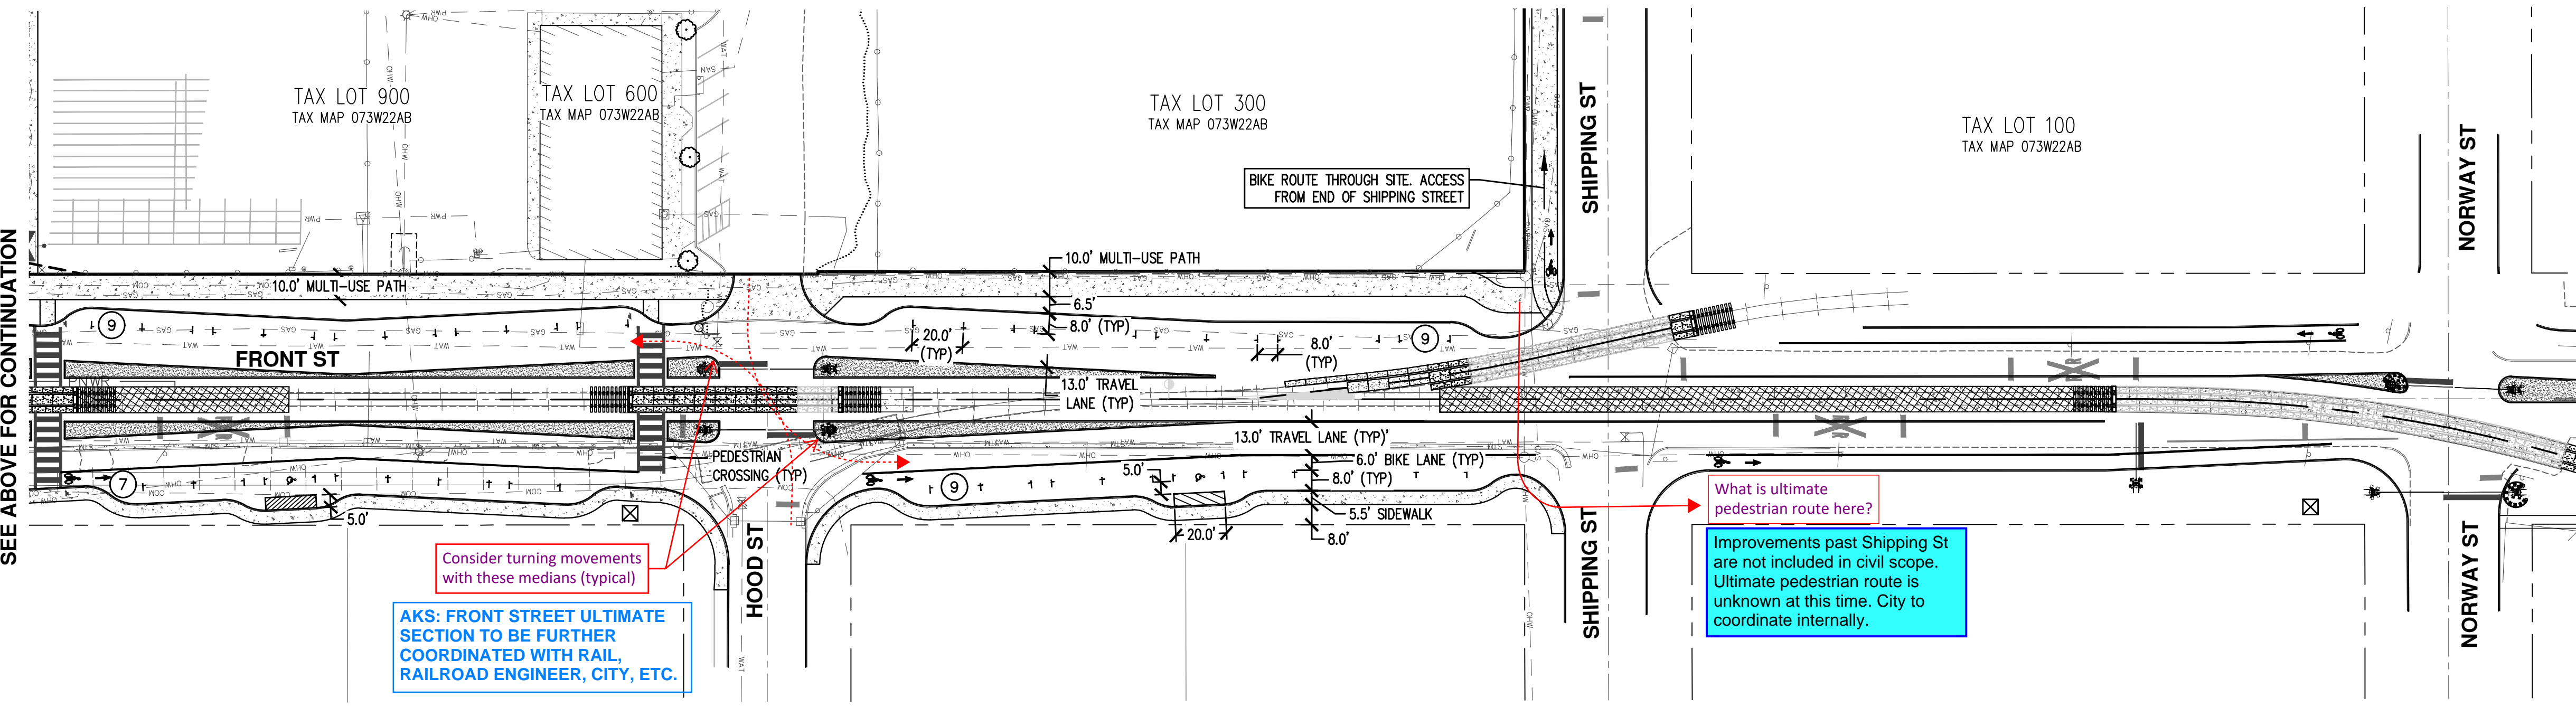 SEE ABOVE FOR CONTINUATION
TAX LOT 900
TAX MAP 073W22AB
TAX LOT 600
TAX MAP 073W22AB
TAX LOT 300
TAX MAP 073W22AB
TAX LOT 100
TAX MAP 073W22AB
BIKE ROUTE THROUGH SITE. ACCESS
FROM END OF SHIPPING STREET
SHIPPING ST
NORWAY ST
10.0' MULTI-USE PATH
10.0' MULTI-USE PATH
6.5'
8.0' (TYP)
20.0'
(TYP)
8.0'
(TYP)
9
9
FRONT ST
PNWR
13.0' TRAVEL
LANE (TYP)
13.0' TRAVEL LANE (TYP)'
6.0' BIKE LANE (TYP)
8.0' (TYP)
5.5' SIDEWALK
8.0'
PEDESTRIAN
CROSSING (TYP)
7
5.0'
9
5.0'
20.0'
HOOD ST
SHIPPING ST
NORWAY ST
Consider turning movements
with these medians (typical)
AKS: FRONT STREET ULTIMATE
SECTION TO BE FURTHER
COORDINATED WITH RAIL,
RAILROAD ENGINEER, CITY, ETC.
What is ultimate
pedestrian route here?
Improvements past Shipping St
are not included in civil scope.
Ultimate pedestrian route is
unknown at this time. City to
coordinate internally.